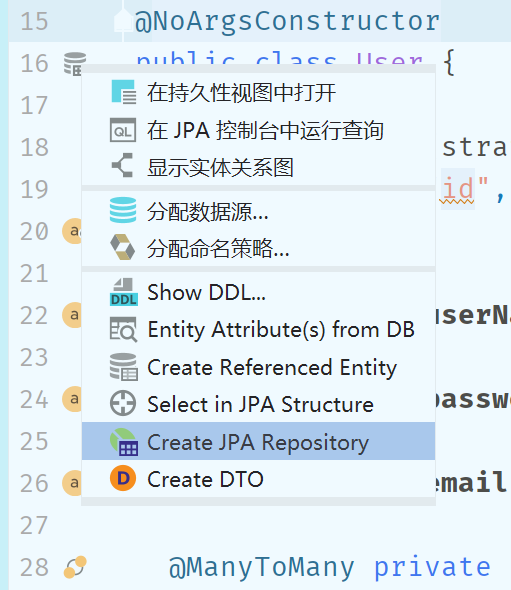 15 @NoArgsConstructor
16 public class User {
17 在持久性视图中打开
在 JPA 控制台中运行查询
18 stra
显示实体关系图
19 id",
分配数据源...
20 a
分配命名策略...
21
Show DDL...
22 a userNa
Entity Attribute(s) from DB
23
Create Referenced Entity
24 a passw
Select in JPA Structure
25 Create JPA Repository
26 a email
Create DTO
27
28 @ManyToMany private